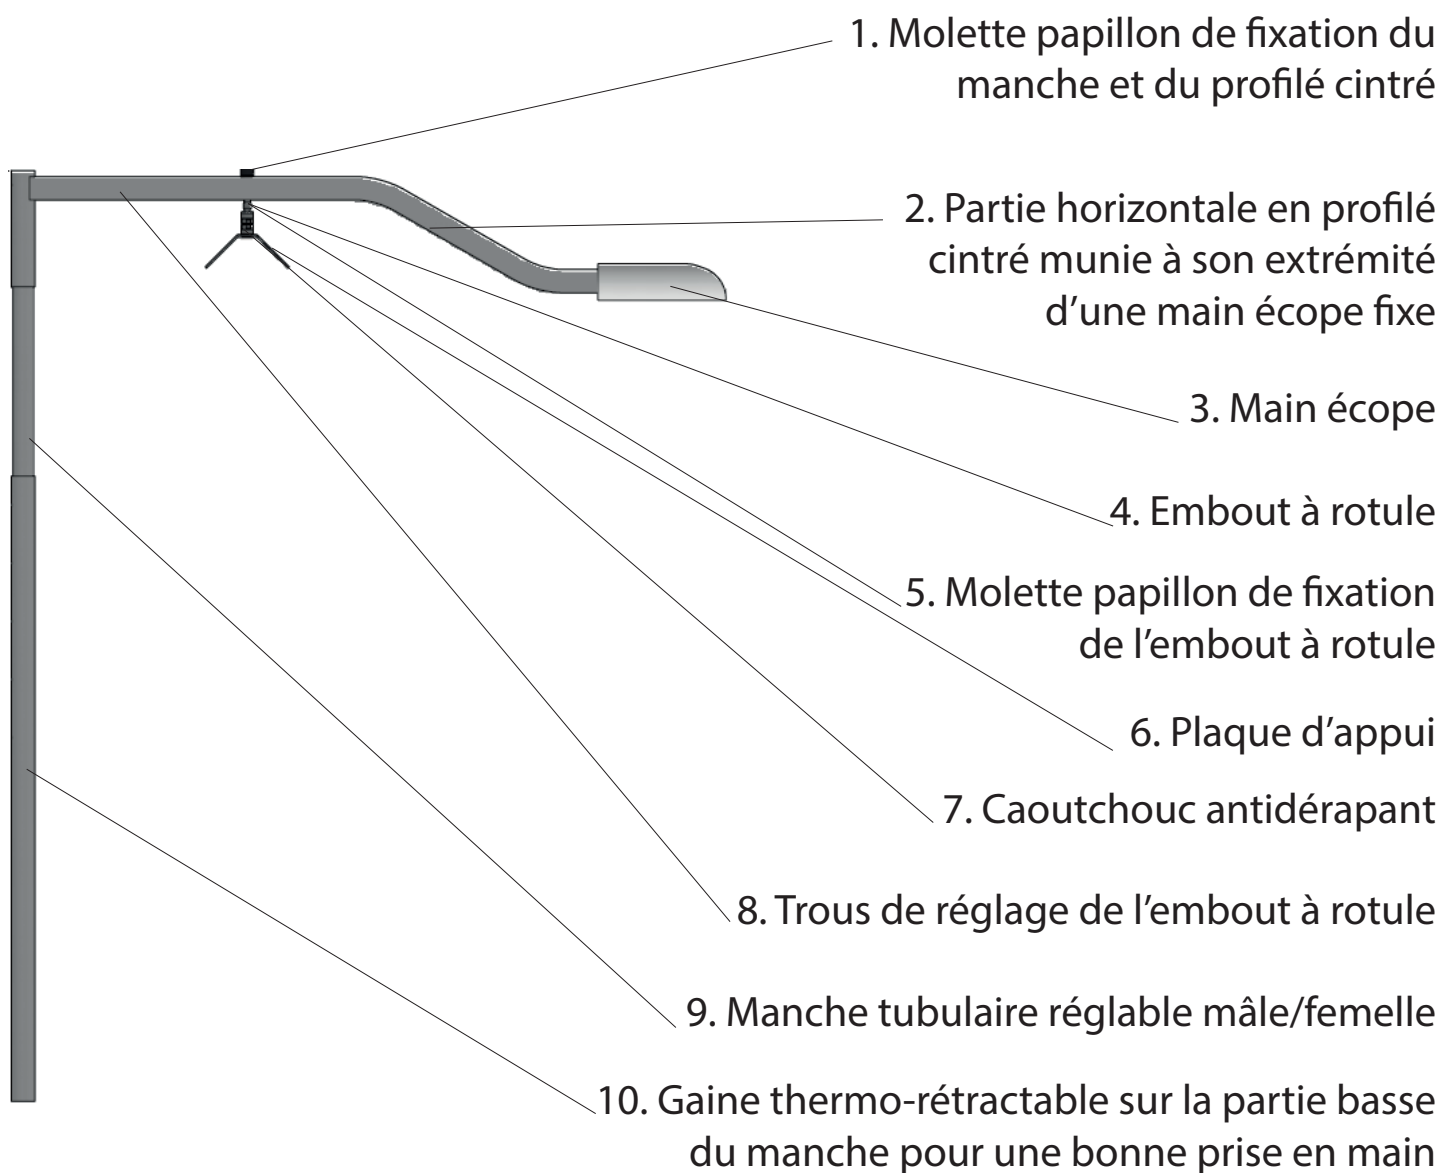 1. Molette papillon de fixation du
manche et du profilé cintré
2. Partie horizontale en profilé
cintré munie à son extrémité
d’une main écope fixe
3. Main écope
4. Embout à rotule
5. Molette papillon de fixation
de l’embout à rotule
6. Plaque d’appui
7. Caoutchouc antidérapant
8. Trous de réglage de l’embout à rotule
9. Manche tubulaire réglable mâle/femelle
10. Gaine thermo-rétractable sur la partie basse
du manche pour une bonne prise en main